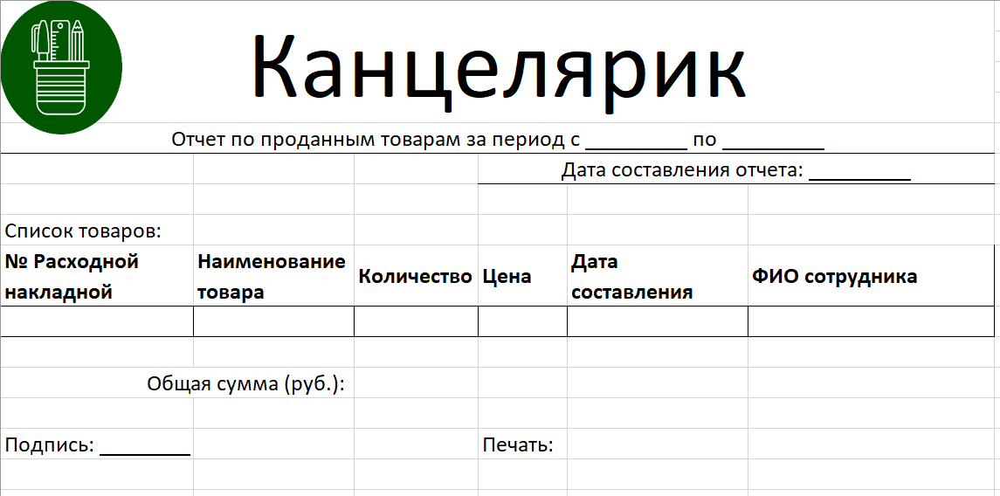 Канцелярик
Отчет по проданным товарам за период с __________ по __________
Дата составления отчета: __________
Список товаров:
№ Расходной накладной Наименование товара Количество Цена Дата составления ФИО сотрудника
Общая сумма (руб.):
Подпись: _________ Печать: